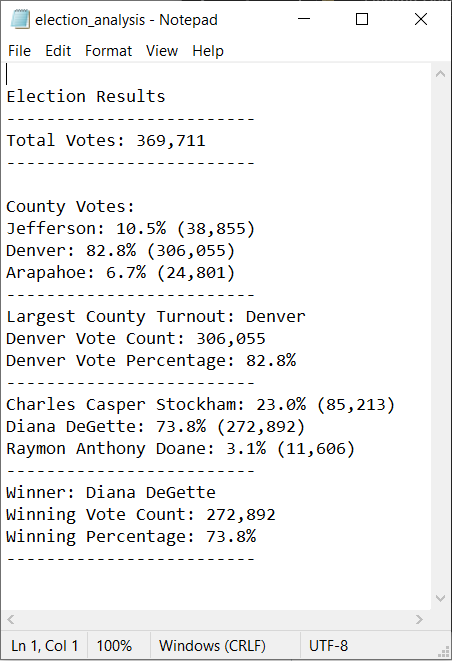 election_analysis - Notepad
File Edit Format View Help
Election Results
-------------------------
Total Votes: 369,711
-------------------------
County Votes:
Jefferson: 10.5% (38,855)
Denver: 82.8% (306,055)
Arapahoe: 6.7% (24,801)
-------------------------
Largest County Turnout: Denver
Denver Vote Count: 306,055
Denver Vote Percentage: 82.8%
-------------------------
Charles Casper Stockham: 23.0% (85,213)
Diana DeGette: 73.8% (272,892)
Raymon Anthony Doane: 3.1% (11,606)
-------------------------
Winner: Diana DeGette
Winning Vote Count: 272,892
Winning Percentage: 73.8%
-------------------------
Ln 1, Col 1 100% Windows (CRLF) UTF-8